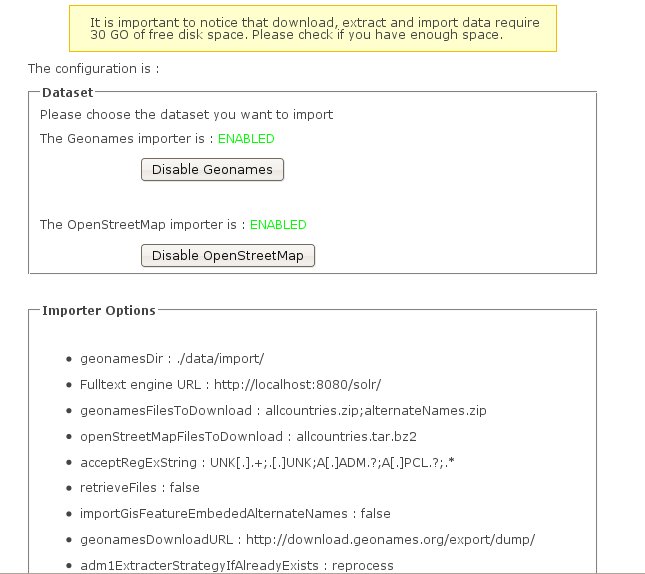 It is important to notice that download, extract and import data require
30 GO of free disk space. Please check if you have enough space.
The configuration is :
Dataset
Please choose the dataset you want to import
The Geonames importer is : ENABLED
Disable Geonames
The OpenStreetMap importer is : ENABLED
Disable OpenStreetMap
Importer Options
• geonamesDir : ./data/import/
• Fulltext engine URL : http://localhost:8080/solr/
• geonamesFilesToDownload : allcountries.zip;alternateNames.zip
• openStreetMapFilesToDownload : allcountries.tar.bz2
• acceptRegExString : UNK[.].+;.[.]UNK;A[.]ADM.?;A[.]PCL.?;.*
• retrieveFiles : false
• importGisFeatureEmbededAlternateNames : false
• geonamesDownloadURL : http://download.geonames.org/export/dump/
• adm1ExtracterStrategyIfAlreadyExists : reprocess